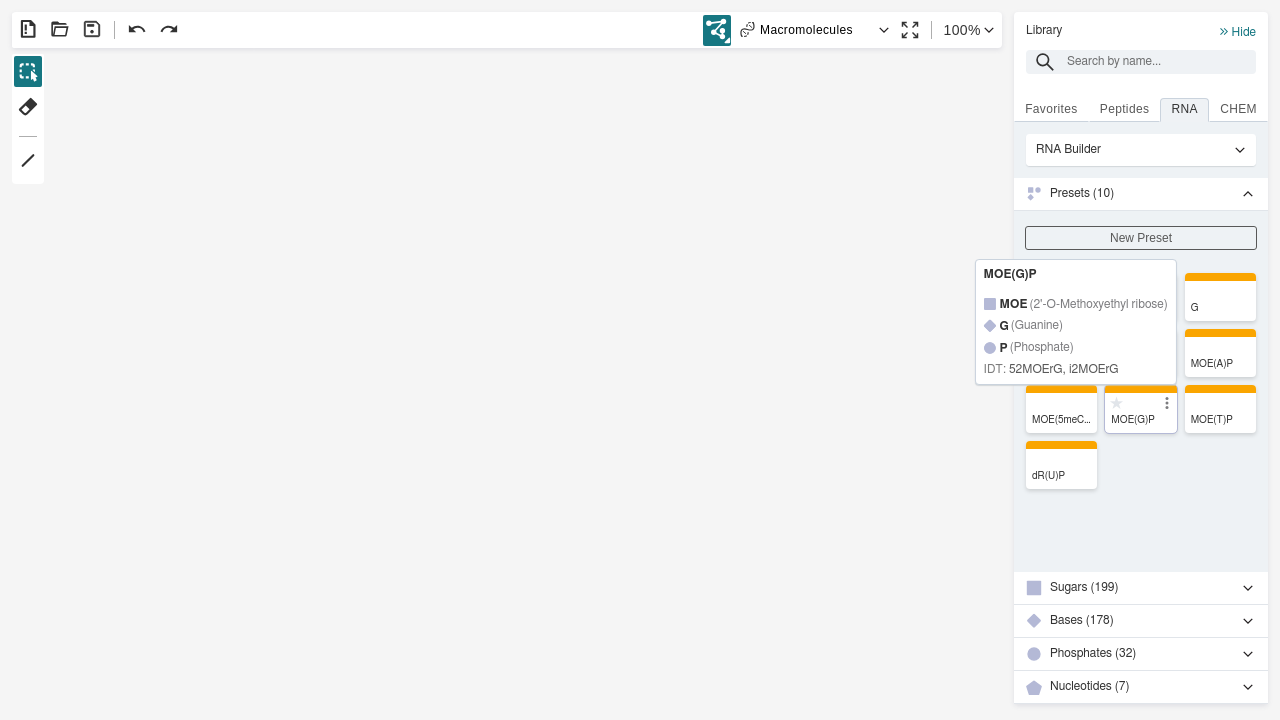 Macromolecules
100%
Library
Hide
Search by name...
Favorites
Peptides
RNA
CHEM
RNA Builder
Presets (10)
New Preset
MOE(G)P
MOE (2'-O-Methoxyethyl ribose)
G (Guanine)
P (Phosphate)
IDT: 52MOErG, i2MOErG
G
MOE(A)P
MOE(5meC...
MOE(G)P
MOE(T)P
dR(U)P
Sugars (199)
Bases (178)
Phosphates (32)
Nucleotides (7)